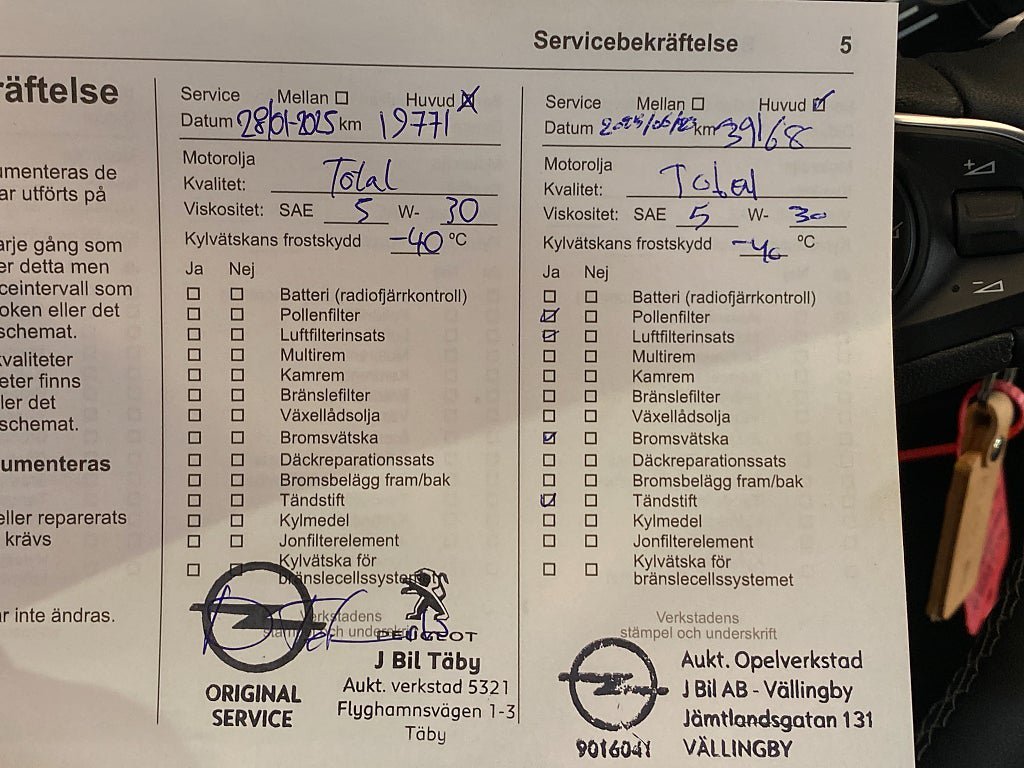 Servicebekräftelse 5
räftelse
umenteras de
ar utförts på
arje gång som
er detta men
ceintervall som
oken eller det
schemat.
kvaliteter
eter finns
ler det
schemat.
umenteras
eller reparerats
krävs
ar inte ändras.
Service Mellan ☐ Huvud ☒
Datum 28/01-2025 km 19771
Motorolja
Kvalitet: Total
Viskositet: SAE 5 W- 30
Kylvätskans frostskydd -40 °C
Ja Nej
☐ ☐ Batteri (radiofjärrkontroll)
☐ ☐ Pollenfilter
☐ ☐ Luftfilterinsats
☐ ☐ Multirem
☐ ☐ Kamrem
☐ ☐ Bränslefilter
☐ ☐ Växellådsolja
☐ ☐ Bromsvätska
☐ ☐ Däckreparationssats
☐ ☐ Bromsbelägg fram/bak
☐ ☐ Tändstift
☐ ☐ Kylmedel
☐ ☐ Jonfilterelement
☐ ☐ Kylvätska för
bränslecellssystemet
Verkstadens
stämpel och underskrift
PEUGEOT
ORIGINAL
SERVICE
J Bil Täby
Aukt. verkstad 5321
Flyghamnsvägen 1-3
Täby
Service Mellan ☐ Huvud ☑
Datum km 39168
Motorolja
Kvalitet: Total
Viskositet: SAE 5 W- 30
Kylvätskans frostskydd -40 °C
Ja Nej
☐ ☐ Batteri (radiofjärrkontroll)
☑ ☐ Pollenfilter
☑ ☐ Luftfilterinsats
☐ ☐ Multirem
☐ ☐ Kamrem
☐ ☐ Bränslefilter
☐ ☐ Växellådsolja
☑ ☐ Bromsvätska
☐ ☐ Däckreparationssats
☐ ☐ Bromsbelägg fram/bak
☑ ☐ Tändstift
☐ ☐ Kylmedel
☐ ☐ Jonfilterelement
☐ ☐ Kylvätska för
bränslecellssystemet
Verkstadens
stämpel och underskrift
Aukt. Opelverkstad
J Bil AB - Vällingby
Jämtlandsgatan 131
9016041 VÄLLINGBY